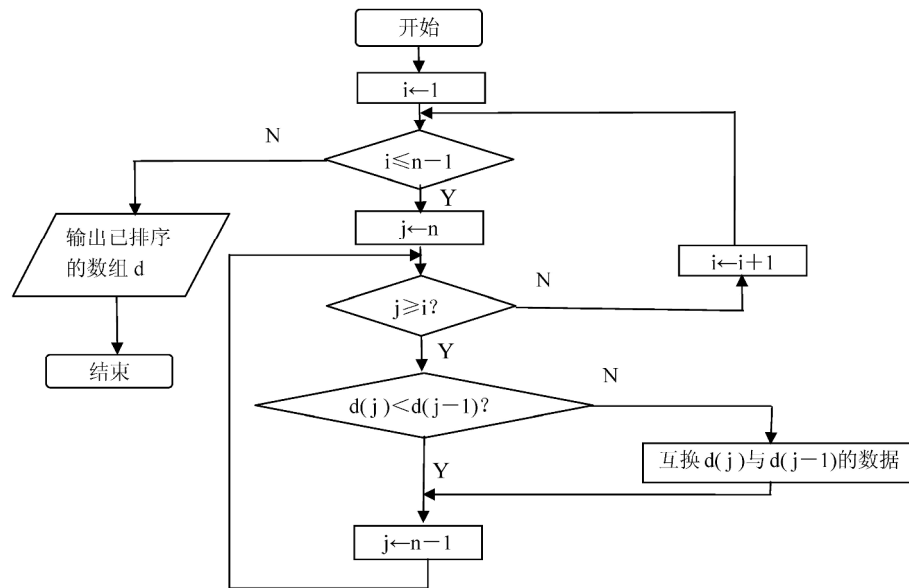 开始
i←1
N
i≤n－1
Y
j←n
输出已排序
的数组 d
i←i＋1
N
j≥i？
Y
结束
N
d(j)＜d(j－1)？
互换 d(j)与 d(j－1)的数据
Y
j←n－1